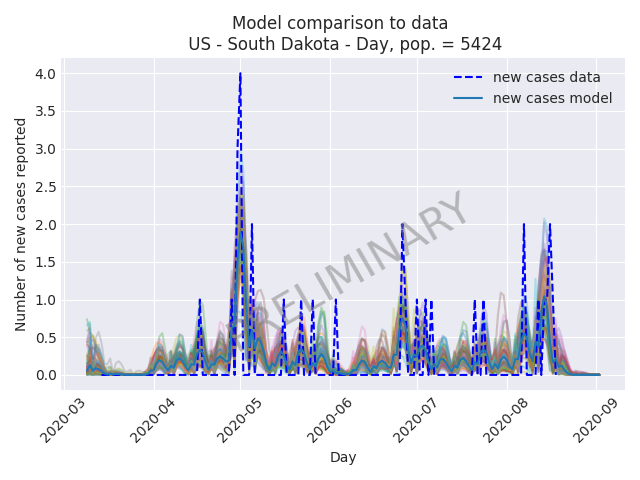 Model comparison to data
US - South Dakota - Day, pop. = 5424
new cases data
new cases model
4.0
3.5
3.0
2.5
2.0
1.5
1.0
0.5
0.0
Number of new cases reported
PRELIMINARY
2020-03
2020-04
2020-05
2020-06
2020-07
2020-08
2020-09
Day